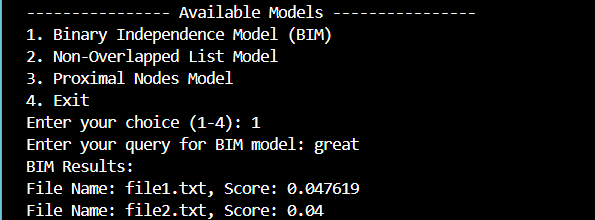 ---------------- Available Models ----------------
1. Binary Independence Model (BIM)
2. Non-Overlapped List Model
3. Proximal Nodes Model
4. Exit
Enter your choice (1-4): 1
Enter your query for BIM model: great
BIM Results:
File Name: file1.txt, Score: 0.047619
File Name: file2.txt, Score: 0.04